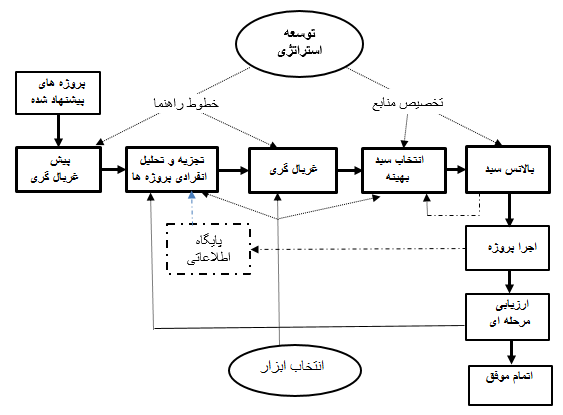 توسعه
استراتژی
پروژه های
پیشنهاد شده
خطوط راهنما
تخصیص منابع
پیش
غربال گری
تجزیه و تحلیل
انفرادی پروژه ها
غربال گری
انتخاب سبد
بهینه
بالانس سبد
پایگاه
اطلاعاتی
اجرا پروژه
ارزیابی
مرحله ای
انتخاب ابزار
اتمام موفق